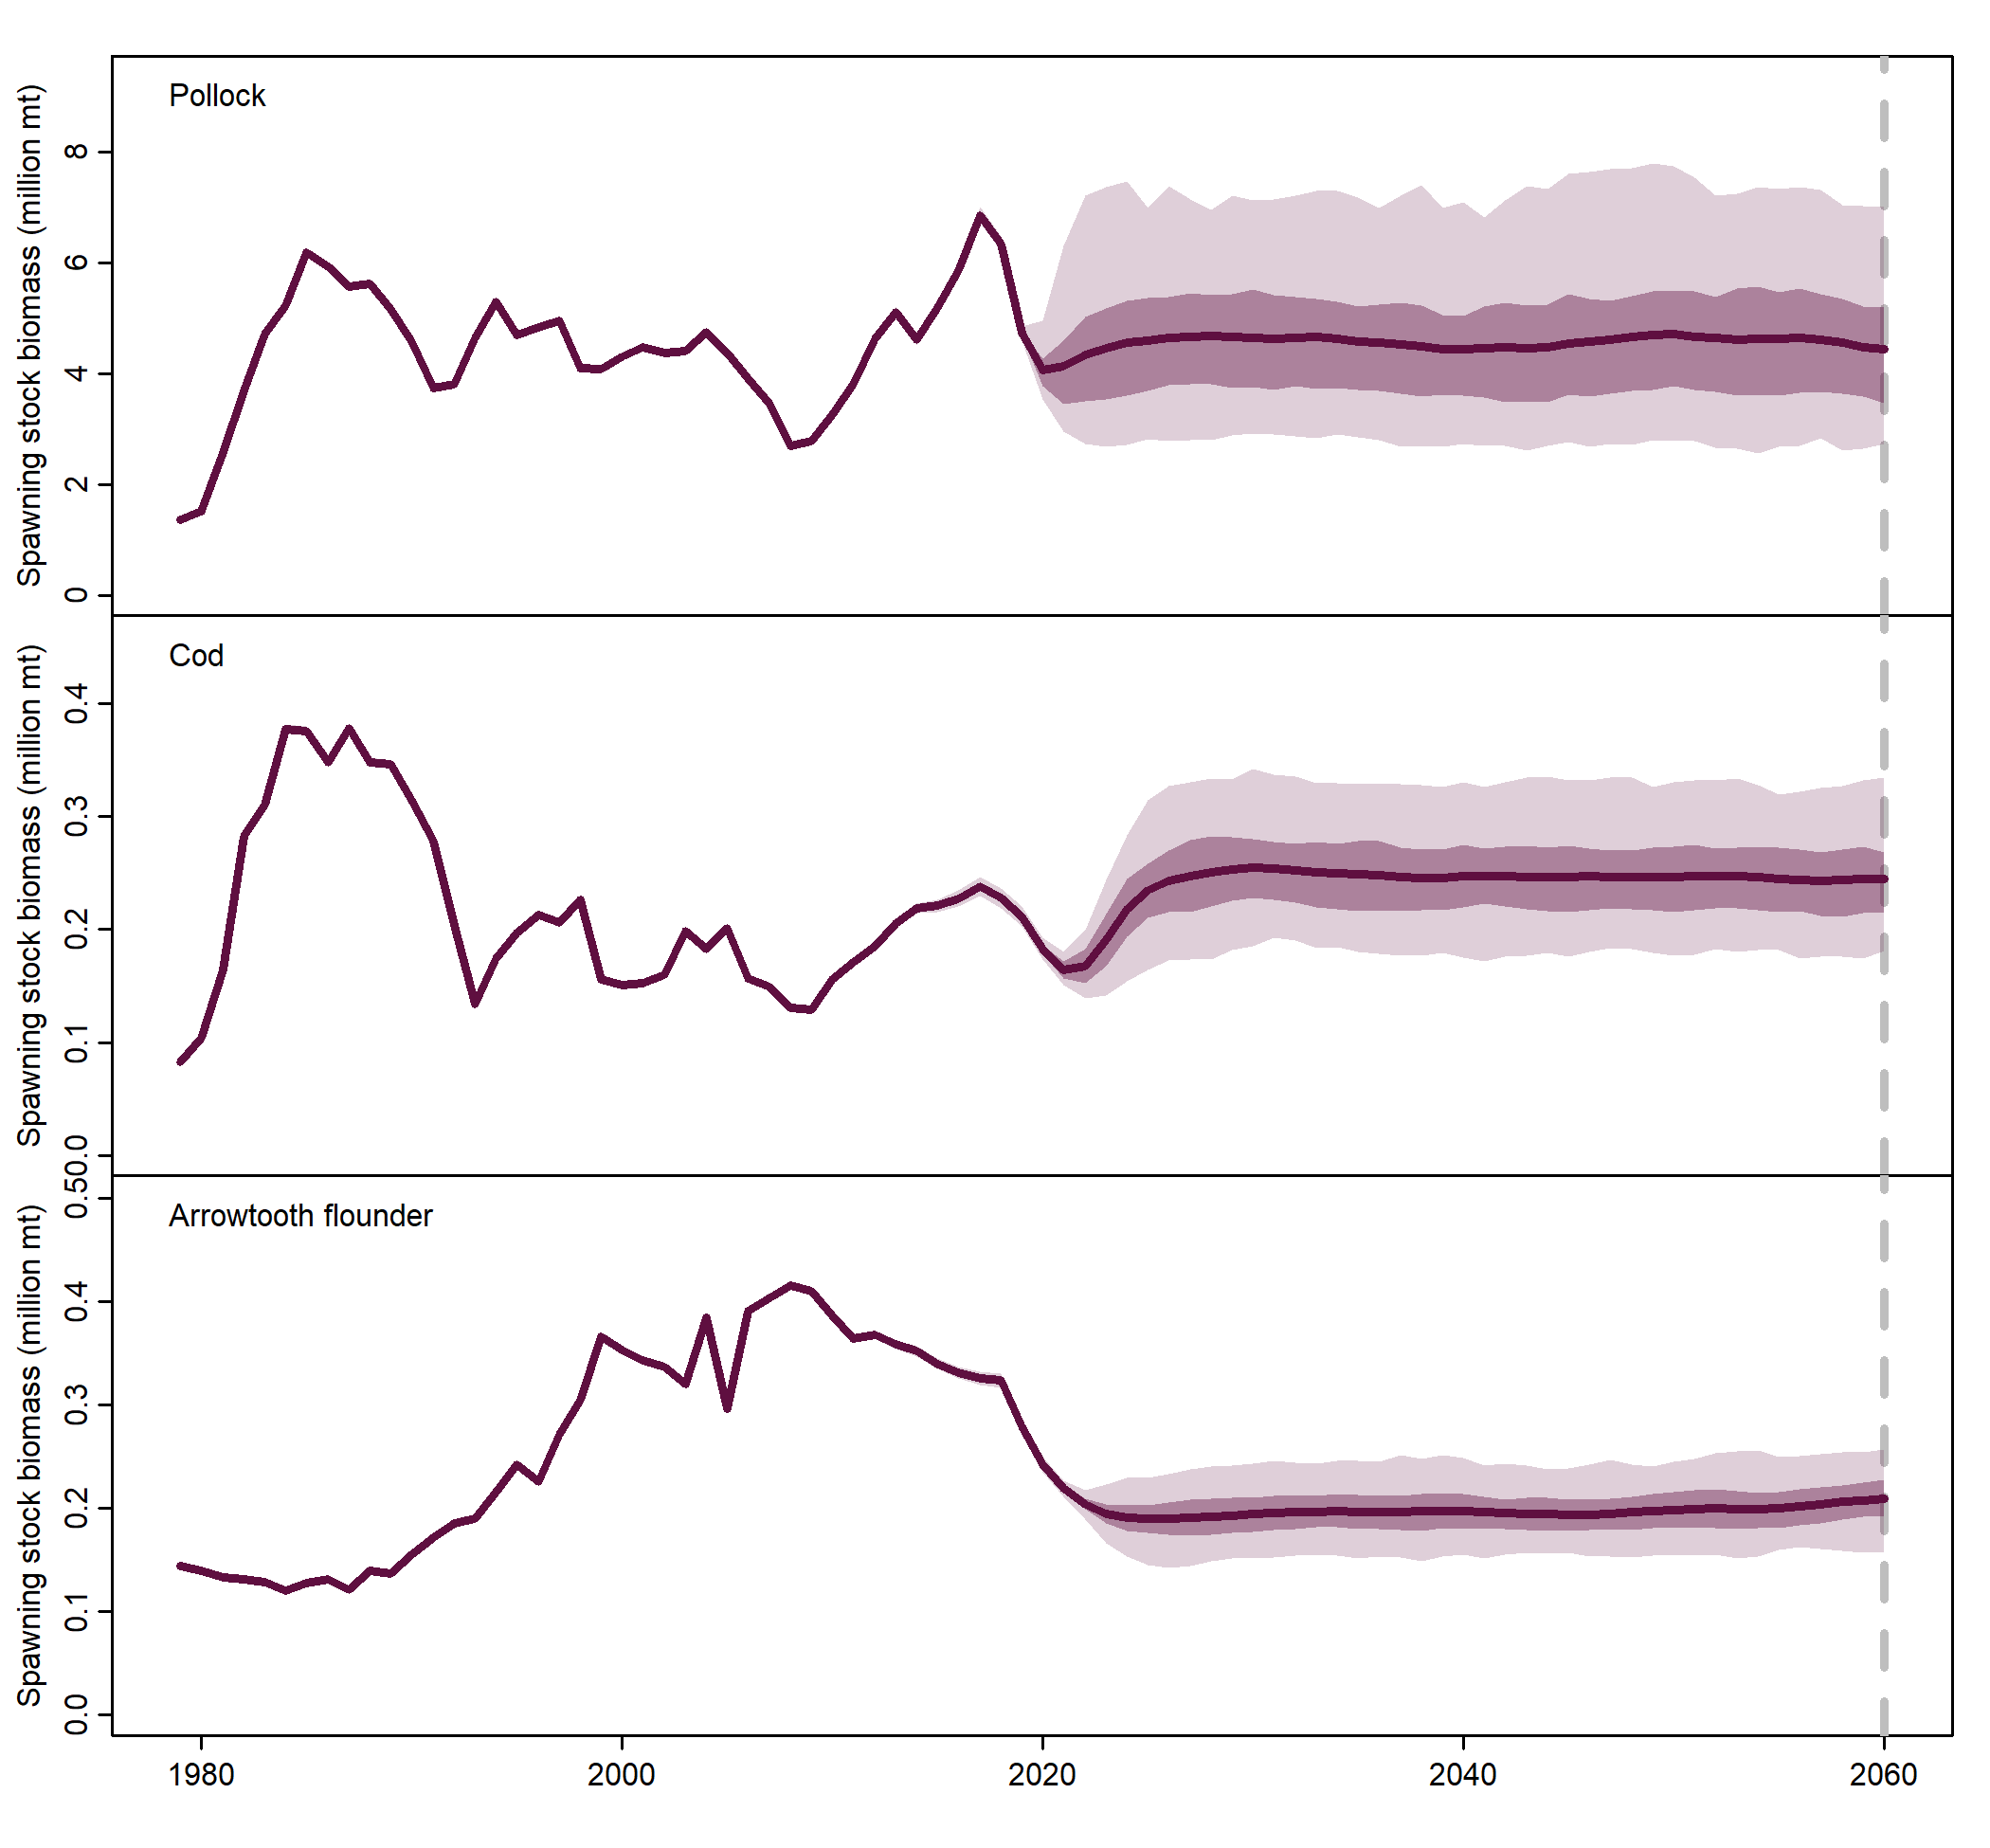 Pollock
Spawning stock biomass (million mt)
8
6
4
2
0
Cod
Spawning stock biomass (million mt)
0.4
0.3
0.2
0.1
0.0
Arrowtooth flounder
Spawning stock biomass (million mt)
0.5
0.4
0.3
0.2
0.1
0.0
1980 2000 2020 2040 2060